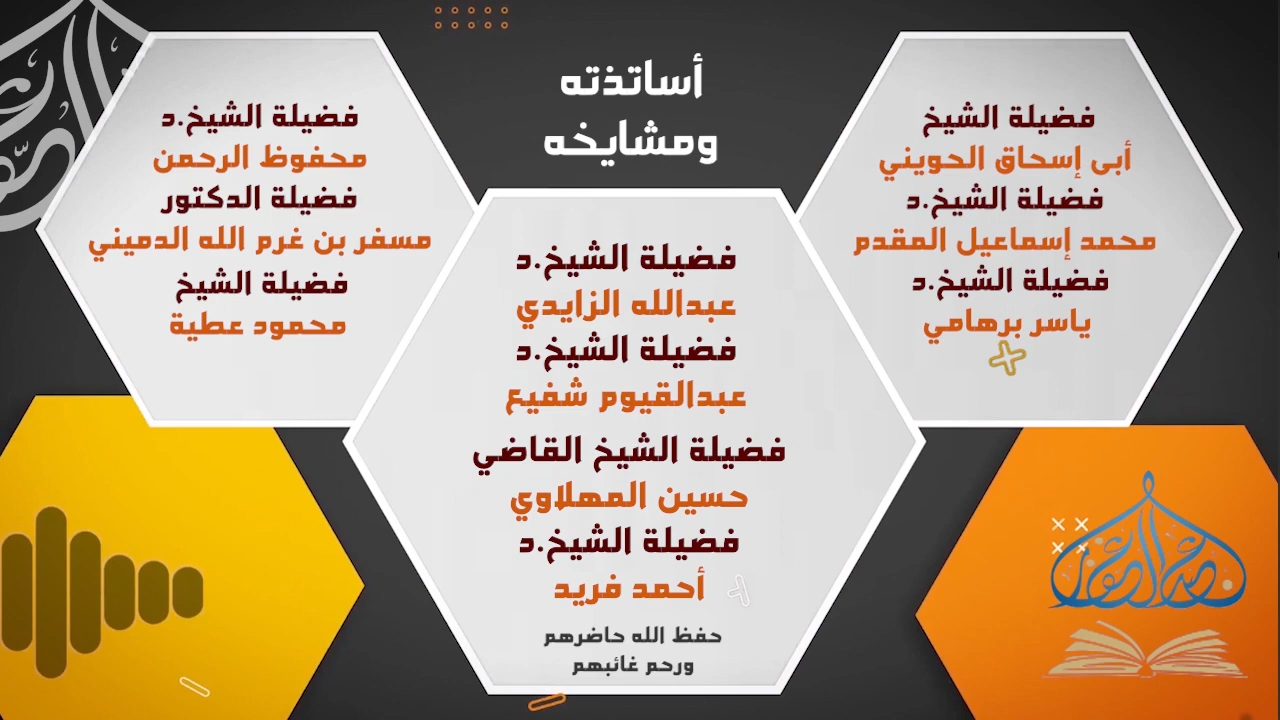 أساتذته
ومشايخه
فضيلة الشيخ
أبى إسحاق الحويني
فضيلة الشيخ.د
محمد إسماعيل المقدم
فضيلة الشيخ.د
ياسر برهامي
فضيلة الشيخ.د
عبدالله الزايدي
فضيلة الشيخ.د
عبدالقيوم شفيع
فضيلة الشيخ القاضي
حسين المهلاوي
فضيلة الشيخ.د
أحمد فريد
حفظ الله حاضرهم
ورحم غائبهم
فضيلة الشيخ.د
محفوظ الرحمن
فضيلة الدكتور
مسفر بن غرم الله الدميني
فضيلة الشيخ
محمود عطية